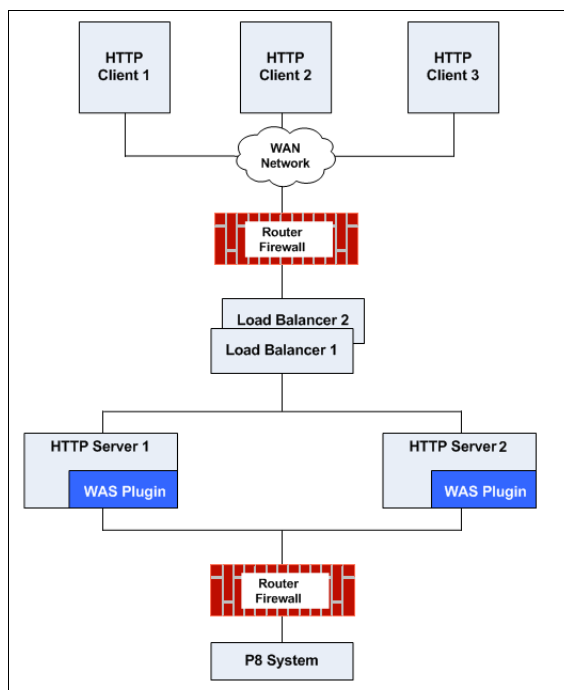 HTTP
Client 1
HTTP
Client 2
HTTP
Client 3
WAN
Network
Router
Firewall
Load Balancer 2
Load Balancer 1
HTTP Server 1
WAS Plugin
HTTP Server 2
WAS Plugin
Router
Firewall
P8 System